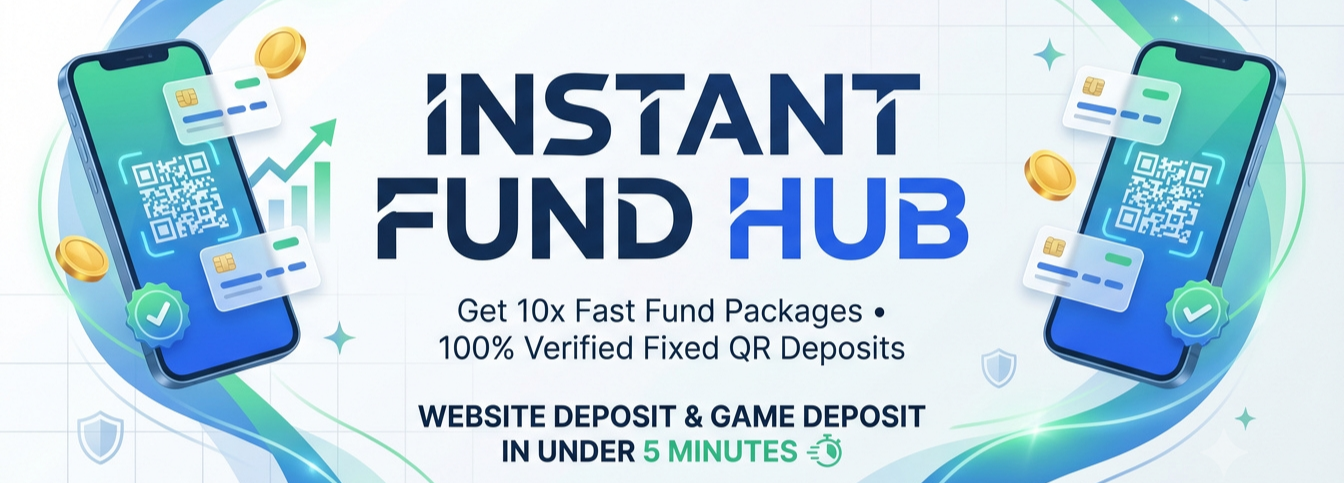 INSTANT
FUND HUB
Get 10x Fast Fund Packages •
100% Verified Fixed QR Deposits
WEBSITE DEPOSIT & GAME DEPOSIT
IN UNDER 5 MINUTES